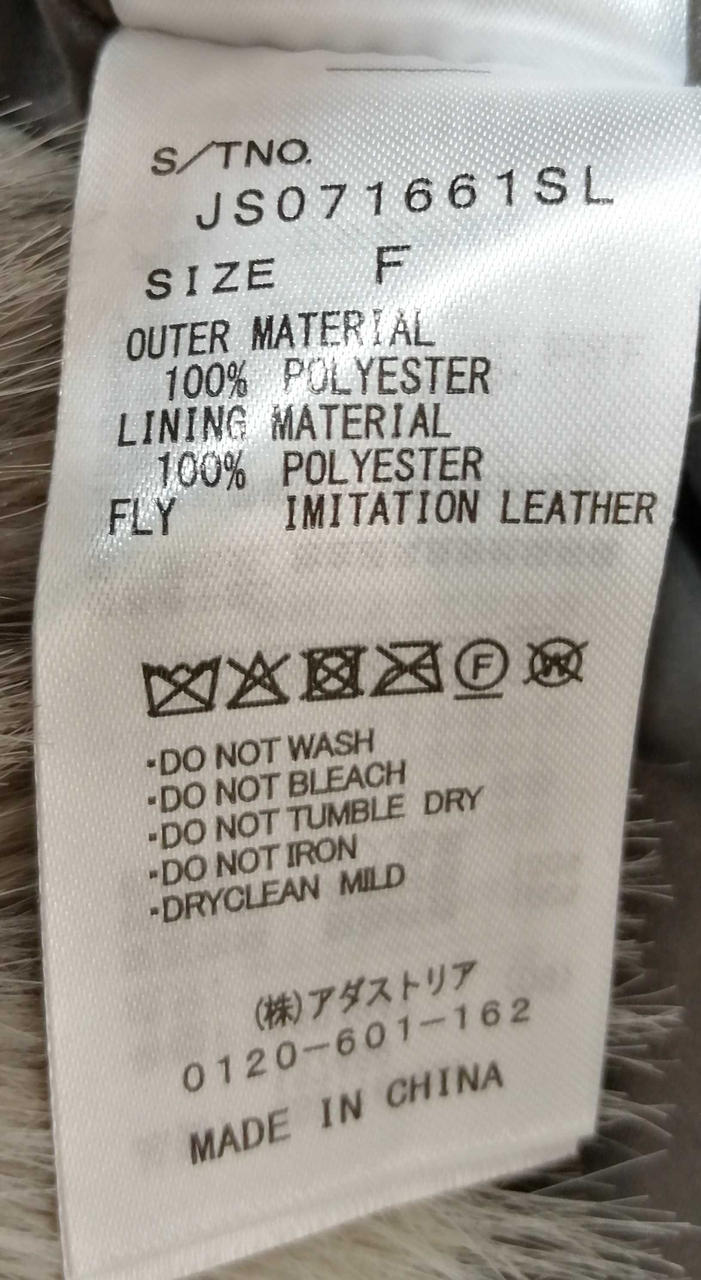 S/TNO.
JS071661SL
SIZE F
OUTER MATERIAL
100% POLYESTER
LINING MATERIAL
100% POLYESTER
FLY IMITATION LEATHER
F W
·DO NOT WASH
·DO NOT BLEACH
·DO NOT TUMBLE DRY
·DO NOT IRON
·DRYCLEAN MILD
(株)アダストリア
0120-601-162
MADE IN CHINA